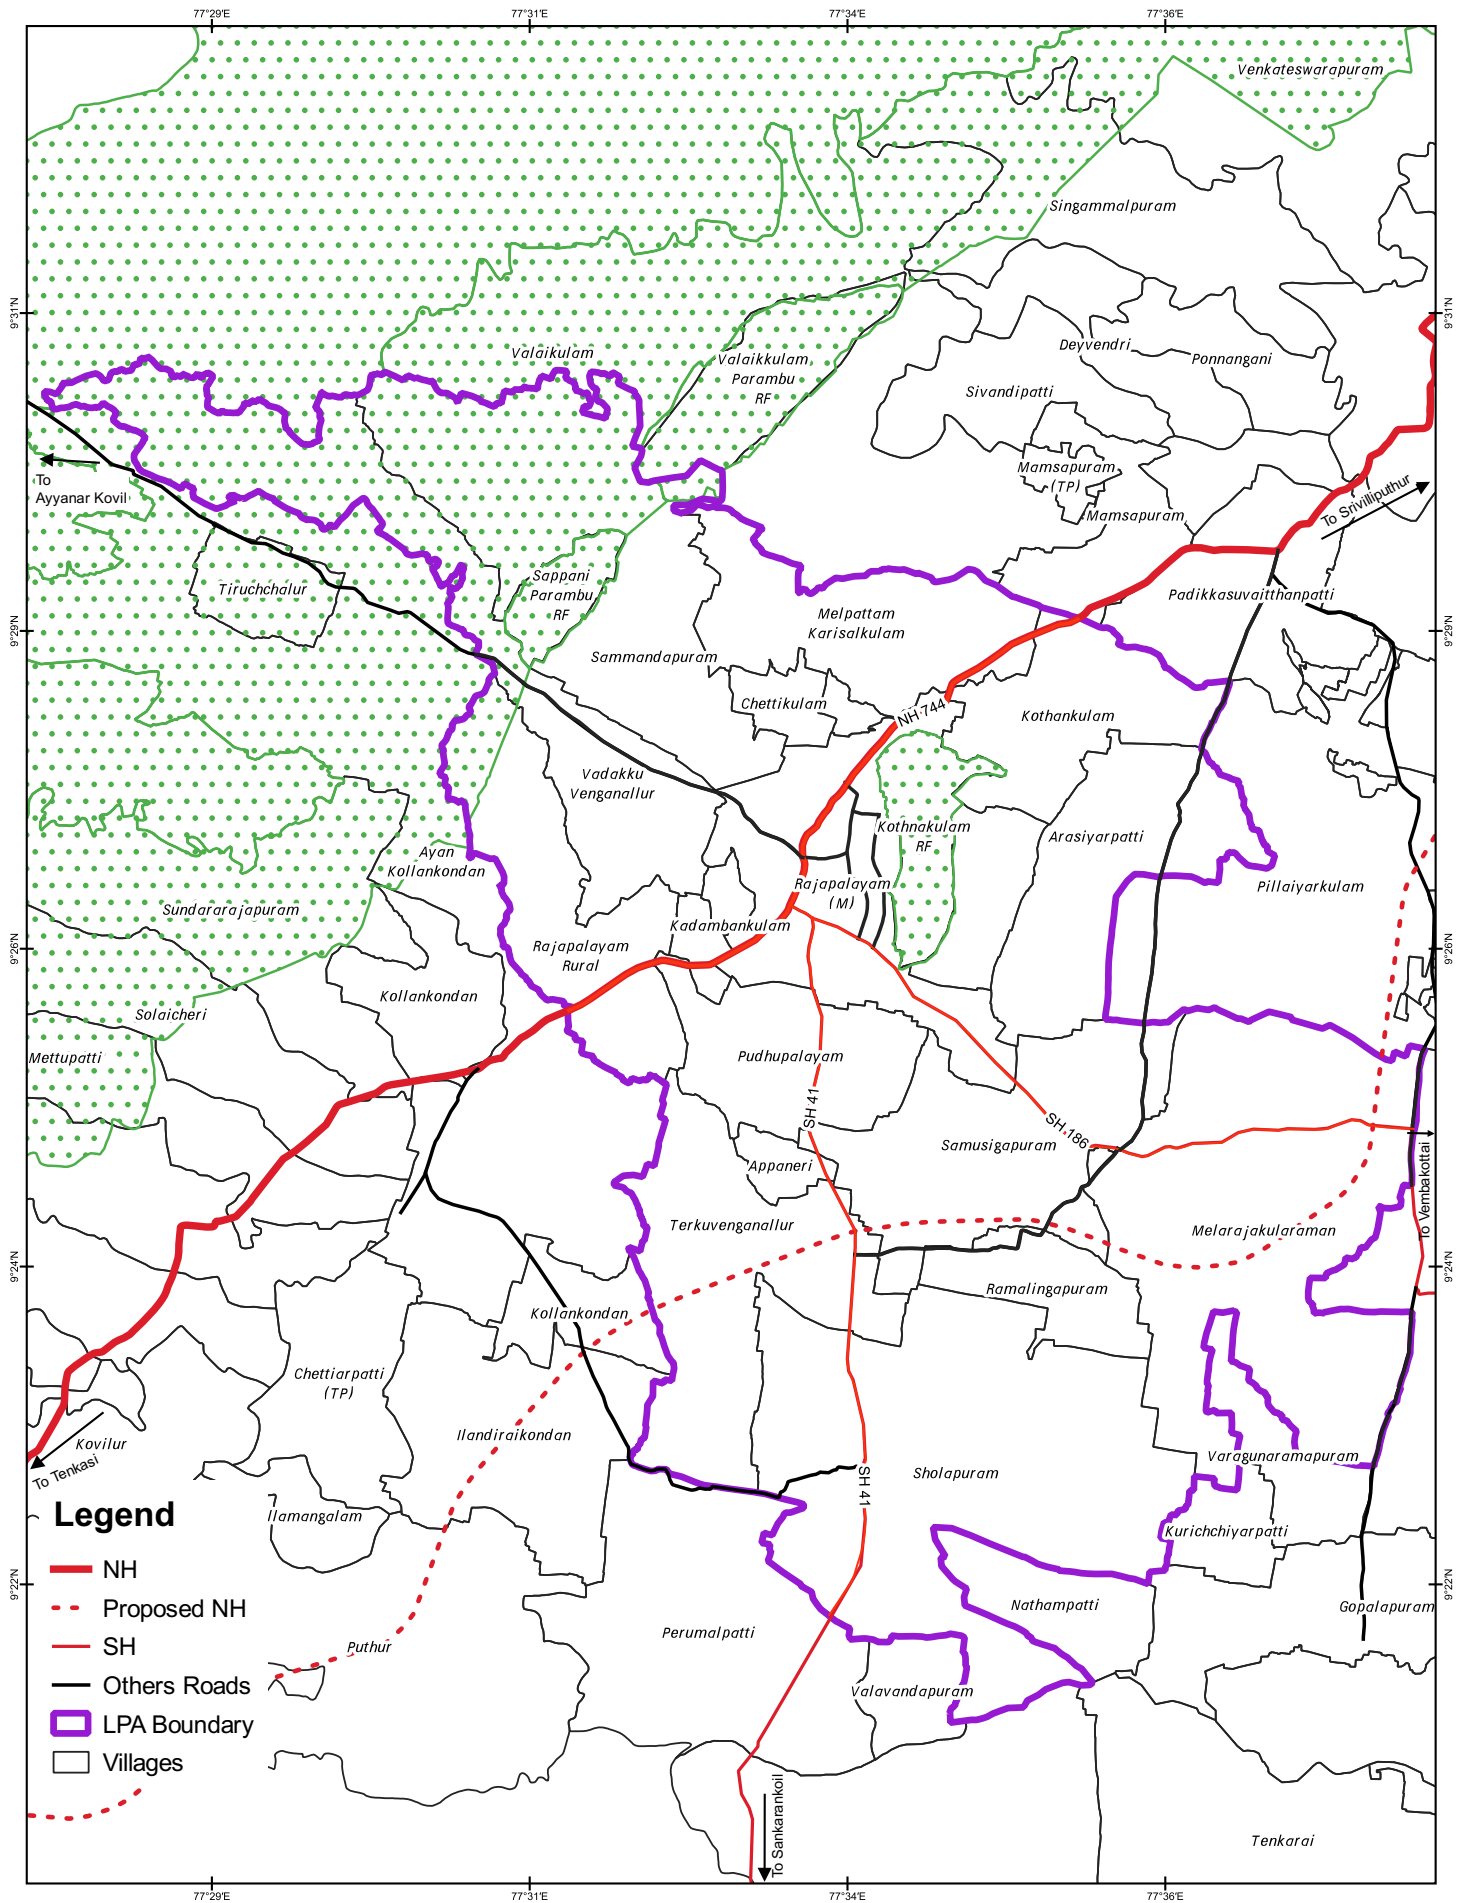 77°29'E
77°31'E
77°34'E
77°36'E
Venkateswarapuram
Singammalpuram
9°31'N
9°31'N
Valaikulam
Valaikkulam
Parambu
RF
Deyvendri
Ponnangani
Sivandipatti
Mamsapuram
(TP)
To
Ayyanar Kovil
To Srivilliputhur
Mamsapuram
Tiruchchalur
Sappani
Parambu
RF
Padikkasuvaitthanpatti
Melpattam
Karisalkulam
9°29'N
9°29'N
Sammandapuram
Chettikulam
NH 744
Kothankulam
Vadakku
Venganallur
Kothnakulam
RF
Arasiyarpatti
Ayan
Kollankondan
Rajapalayam
(M)
Pillaiyarkulam
Sundararajapuram
Kadambankulam
9°26'N
Rajapalayam
Rural
9°26'N
Kollankondan
Solaicheri
Mettupatti
Pudhupalayam
SH 41
SH 186
Samusigapuram
Appaneri
To Vembakottai
Terkuvenganallur
Melarajakularaman
9°24'N
9°24'N
Ramalingapuram
Kollankondan
Chettiarpatti
(TP)
Kovilur
To Tenkasi
Ilandiraikondan
Varagunaramapuram
Sholapuram
SH 41
Legend
Ilamangalam
Kurichchiyarpatti
NH
9°22'N
9°22'N
Proposed NH
Nathampatti
Gopalapuram
SH
Puthur
Perumalpatti
Others Roads
Valavandapuram
LPA Boundary
Villages
To Sankarankoil
Tenkarai
77°29'E
77°31'E
77°34'E
77°36'E